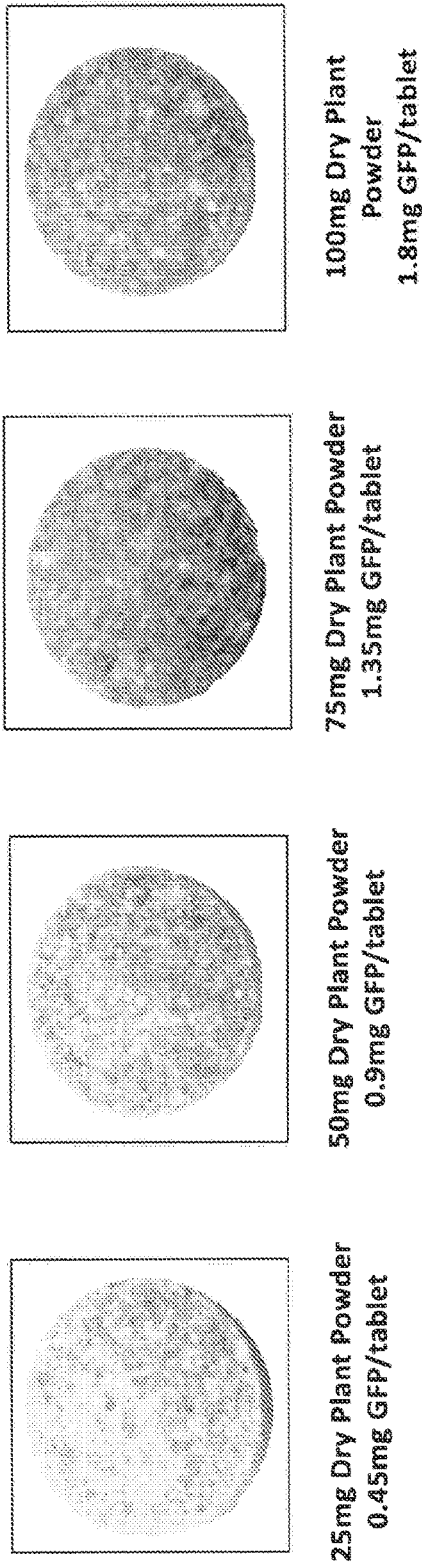 25mg Dry Plant Powder
0.45mg GFP/tablet
50mg Dry Plant Powder
0.9mg GFP/tablet
75mg Dry Plant Powder
1.35mg GFP/tablet
100mg Dry Plant
Powder
1.8mg GFP/tablet